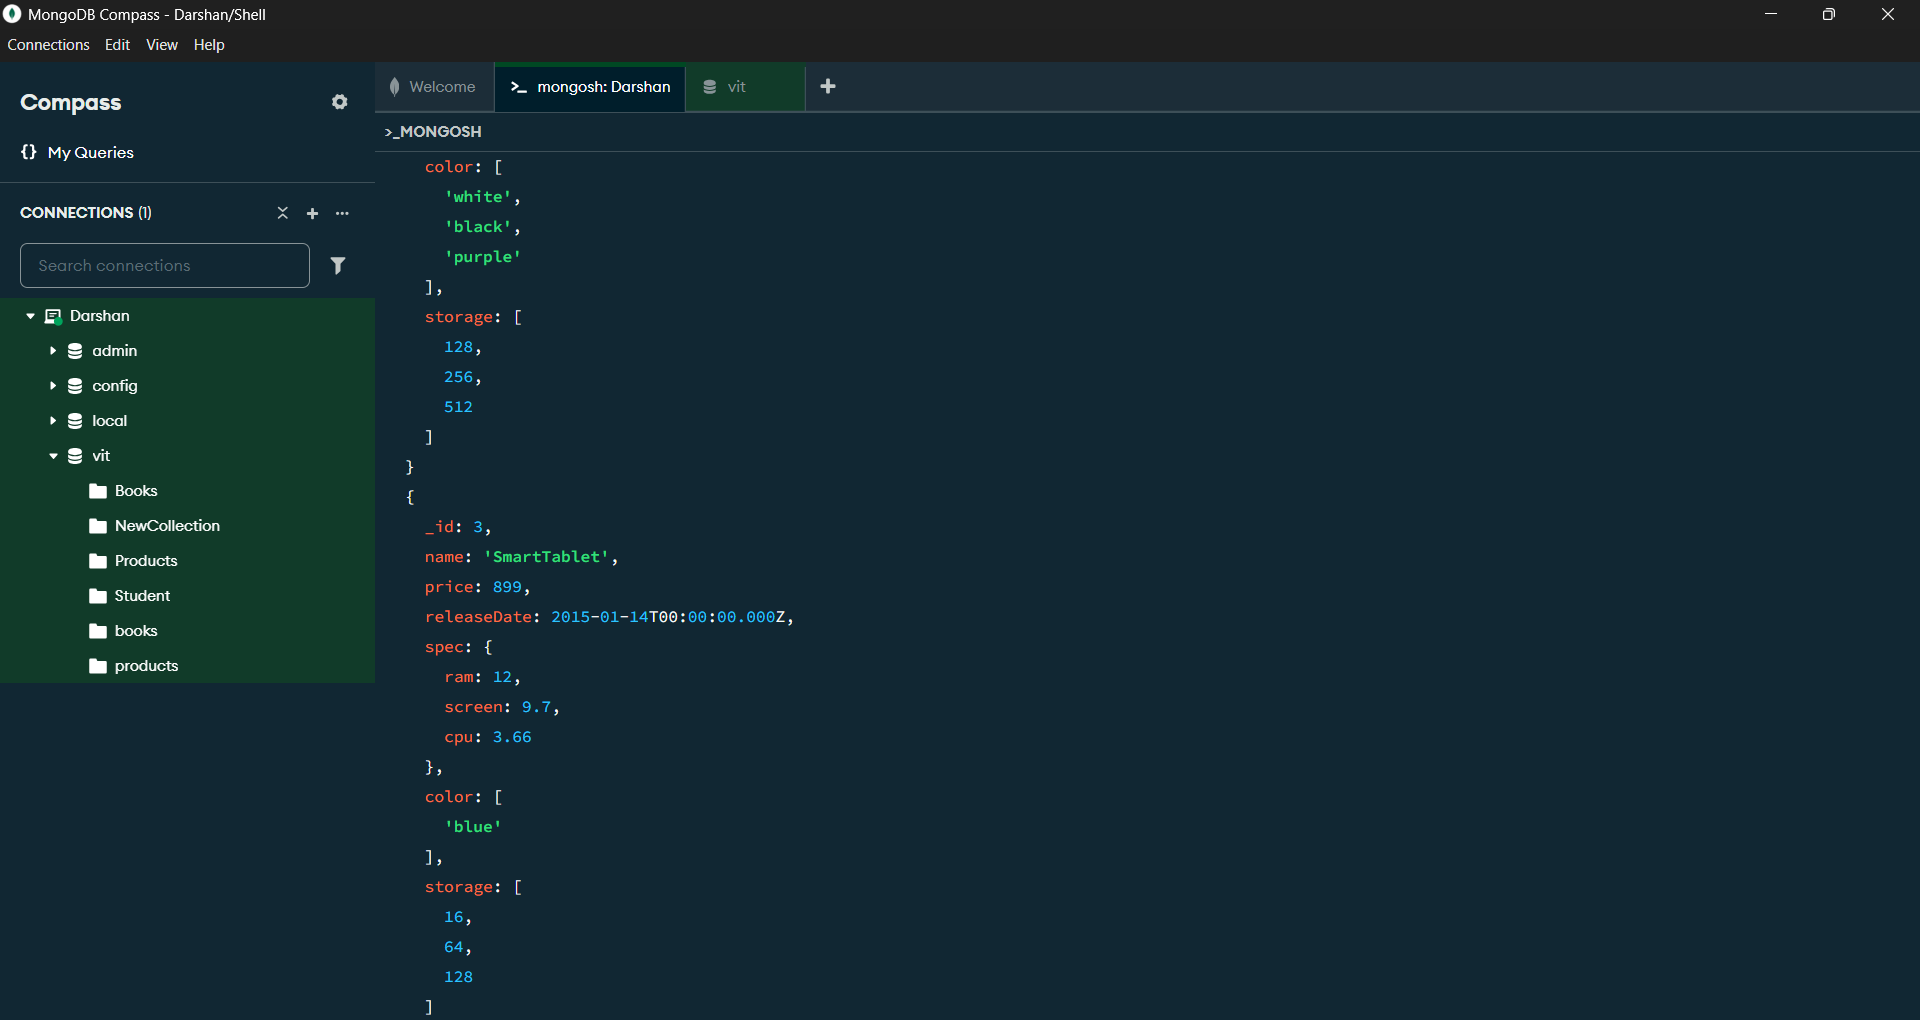 MongoDB Compass - Darshan/Shell
Connections Edit View Help
Compass
{} My Queries
CONNECTIONS (1)
Search connections
Darshan
admin
config
local
vit
Books
NewCollection
Products
Student
books
products
Welcome
>_ mongosh: Darshan
vit
>_MONGOSH
color: [
'white',
'black',
'purple'
],
storage: [
128,
256,
512
]
}
{
_id: 3,
name: 'SmartTablet',
price: 899,
releaseDate: 2015-01-14T00:00:00.000Z,
spec: {
ram: 12,
screen: 9.7,
cpu: 3.66
},
color: [
'blue'
],
storage: [
16,
64,
128
]